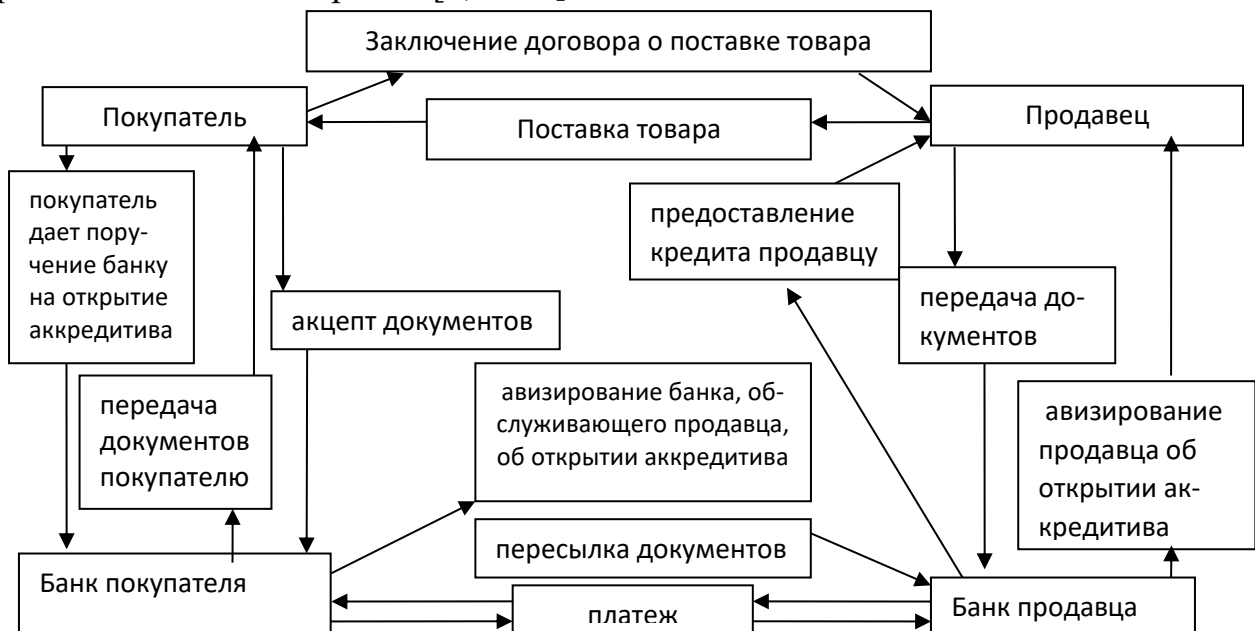 Заключение договора о поставке товара
Покупатель
Поставка товара
Продавец
покупатель
дает пору-
чение банку
на открытие
аккредитива
предоставление
кредита продавцу
акцепт документов
передача до-
кументов
передача
документов
покупателю
авизирование банка, об-
служивающего продавца,
об открытии аккредитива
авизирование
продавца об
открытии ак-
кредитива
пересылка документов
Банк покупателя
платеж
Банк продавца